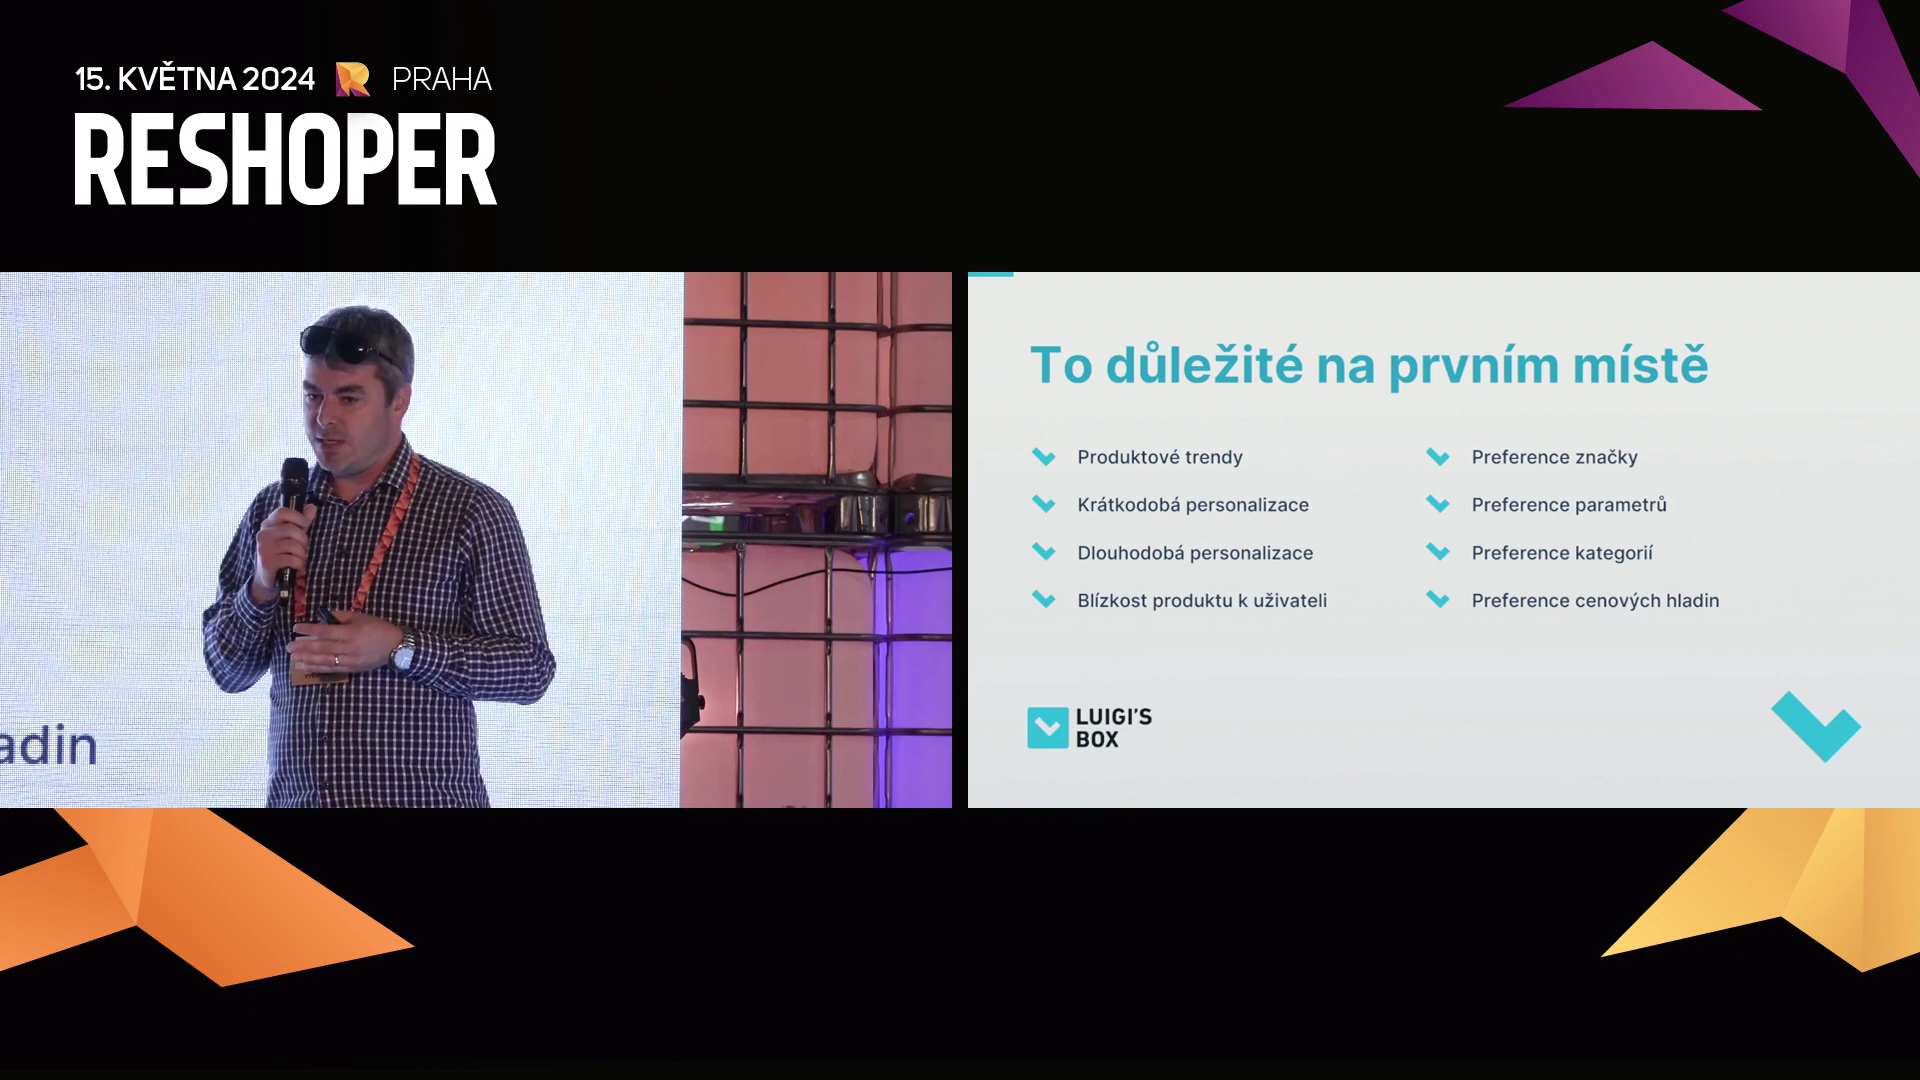 15. KVĚTNA 2024 PRAHA
RESHOPER
adin
To důležité na prvním místě
Produktové trendy
Krátkodobá personalizace
Dlouhodobá personalizace
Blízkost produktu k uživateli
Preference značky
Preference parametrů
Preference kategorií
Preference cenových hladin
LUIGI'S
BOX